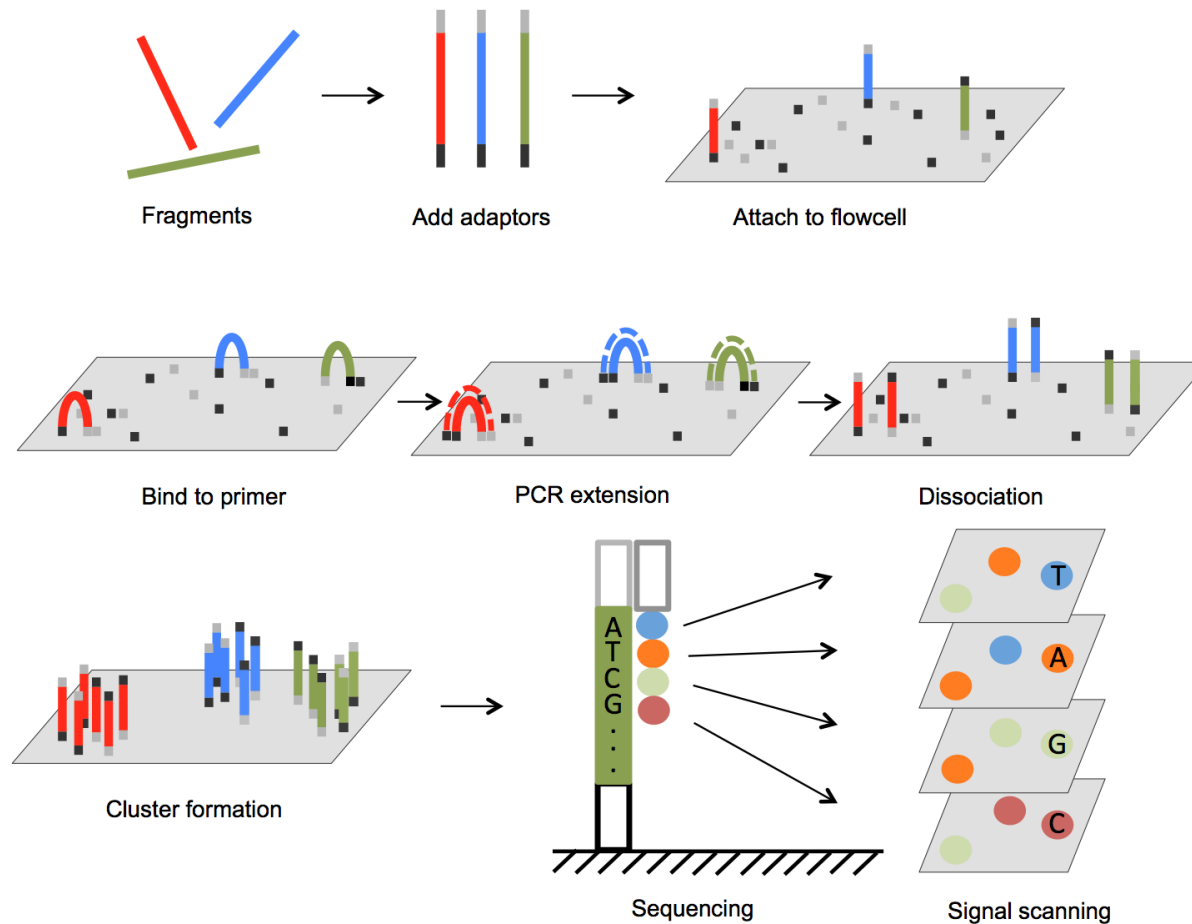 Fragments
Add adaptors
Attach to flowcell
Bind to primer
PCR extension
Dissociation
A
T
C
G
.
.
.
T
A
G
C
Cluster formation
Sequencing
Signal scanning